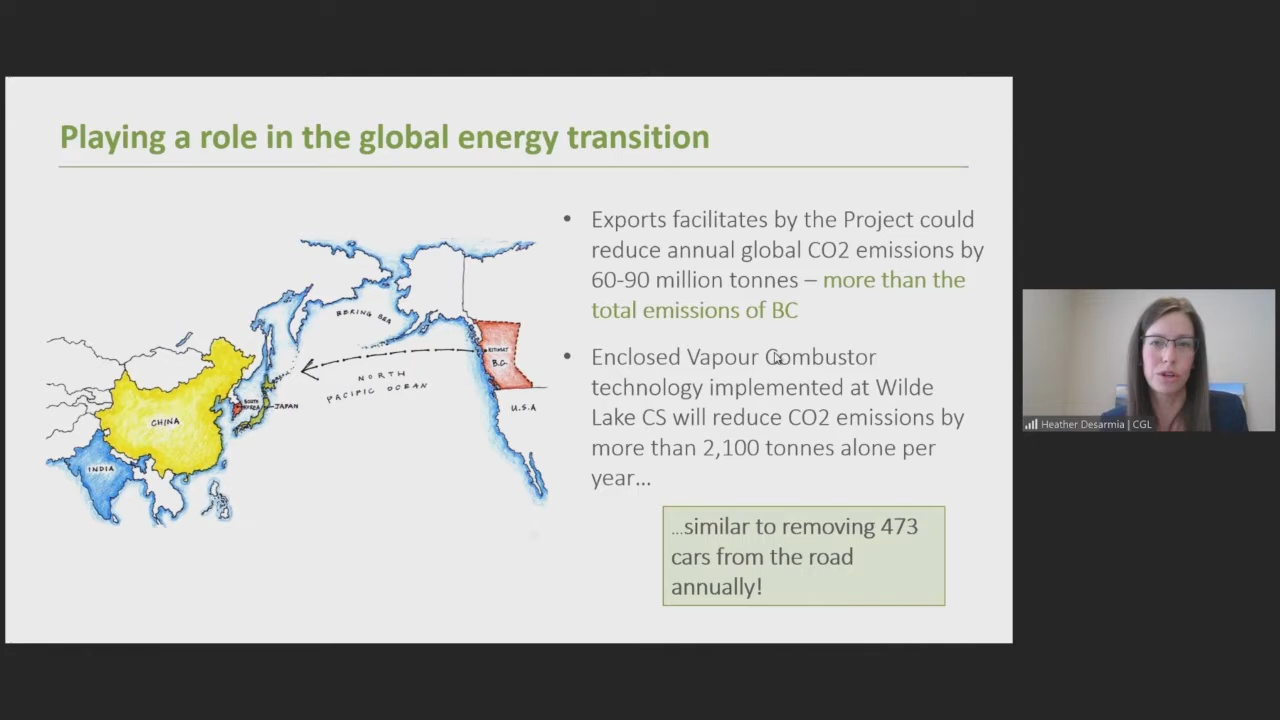 Playing a role in the global energy transition
BERING SEA
NORTH
PACIFIC OCEAN
KITIMAT
B.C.
U.S.A
CHINA
SOUTH
KOREA
JAPAN
INDIA
• Exports facilitates by the Project could
reduce annual global CO2 emissions by
60-90 million tonnes – more than the
total emissions of BC
• Enclosed Vapour Combustor
technology implemented at Wilde
Lake CS will reduce CO2 emissions by
more than 2,100 tonnes alone per
year...
...similar to removing 473
cars from the road
annually!
Heather Desarmia | CGL